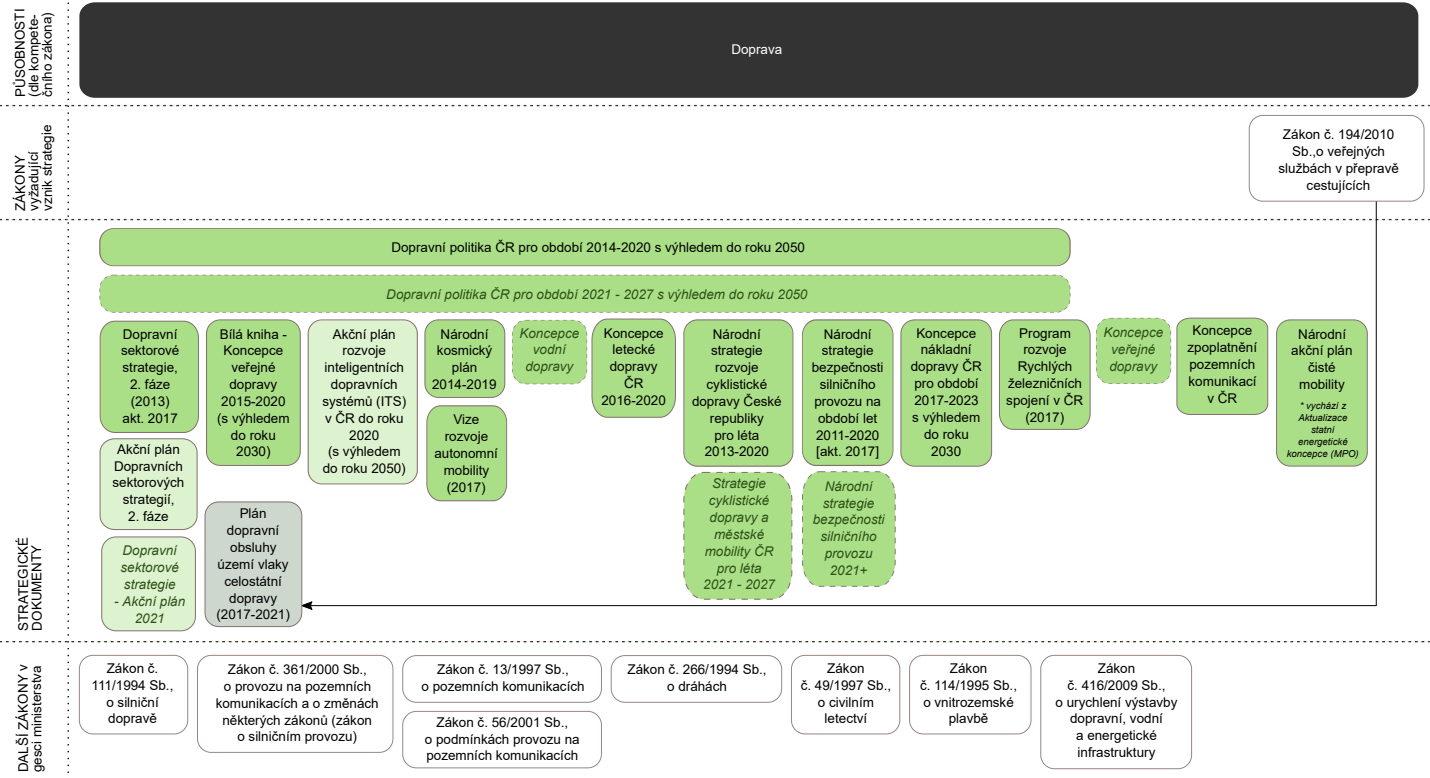 PŮSOBNOSTI
(dle kompete-
čního zákona)
Doprava
ZÁKONY
vyžadující
vznik strategie
Zákon č. 194/2010
Sb.,o veřejných
službách v přepravě
cestujících
STRATEGICKÉ
DOKUMENTY
Dopravní politika ČR pro období 2014-2020 s výhledem do roku 2050
Dopravní politika ČR pro období 2021 - 2027 s výhledem do roku 2050
Dopravní
sektorové
strategie,
2. fáze
(2013)
akt. 2017
Bílá kniha -
Koncepce
veřejné
dopravy
2015-2020
(s výhledem
do roku
2030)
Akční plán
rozvoje
inteligentních
dopravních
systémů (ITS)
v ČR do roku
2020
(s výhledem
do roku 2050)
Národní
kosmický
plán
2014-2019
Koncepce
vodní
dopravy
Koncepce
letecké
dopravy
ČR
2016-2020
Národní
strategie
rozvoje
cyklistické
dopravy České
republiky
pro léta
2013-2020
Národní
strategie
bezpečnosti
silničního
provozu na
období let
2011-2020
[akt. 2017]
Koncepce
nákladní
dopravy ČR
pro období
2017-2023
s výhledem
do roku
2030
Program
rozvoje
Rychlých
železničních
spojení v ČR
(2017)
Koncepce
veřejné
dopravy
Koncepce
zpoplatnění
pozemních
komunikací
v ČR
Národní
akční plán
čisté
mobility
* vychází z
Aktualizace
statní
energetické
koncepce (MPO)
Vize
rozvoje
autonomní
mobility
(2017)
Akční plán
Dopravních
sektorových
strategií,
2. fáze
Strategie
cyklistické
dopravy a
městské
mobility ČR
pro léta
2021 - 2027
Národní
strategie
bezpečnosti
silničního
provozu
2021+
Plán
dopravní
obsluhy
území vlaky
celostátní
dopravy
(2017-2021)
Dopravní
sektorové
strategie
- Akční plán
2021
DALŠÍ ZÁKONY v
gesci ministerstva
Zákon č.
111/1994 Sb.,
o silniční
dopravě
Zákon č. 361/2000 Sb.,
o provozu na pozemních
komunikacích a o změnách
některých zákonů (zákon
o silničním provozu)
Zákon č. 13/1997 Sb.,
o pozemních komunikacích
Zákon č. 56/2001 Sb.,
o podmínkách provozu na
pozemních komunikacích
Zákon č. 266/1994 Sb.,
o dráhách
Zákon
č. 49/1997 Sb.,
o civilním
letectví
Zákon
č. 114/1995 Sb.,
o vnitrozemské
plavbě
Zákon
č. 416/2009 Sb.,
o urychlení výstavby
dopravní, vodní
a energetické
infrastruktury